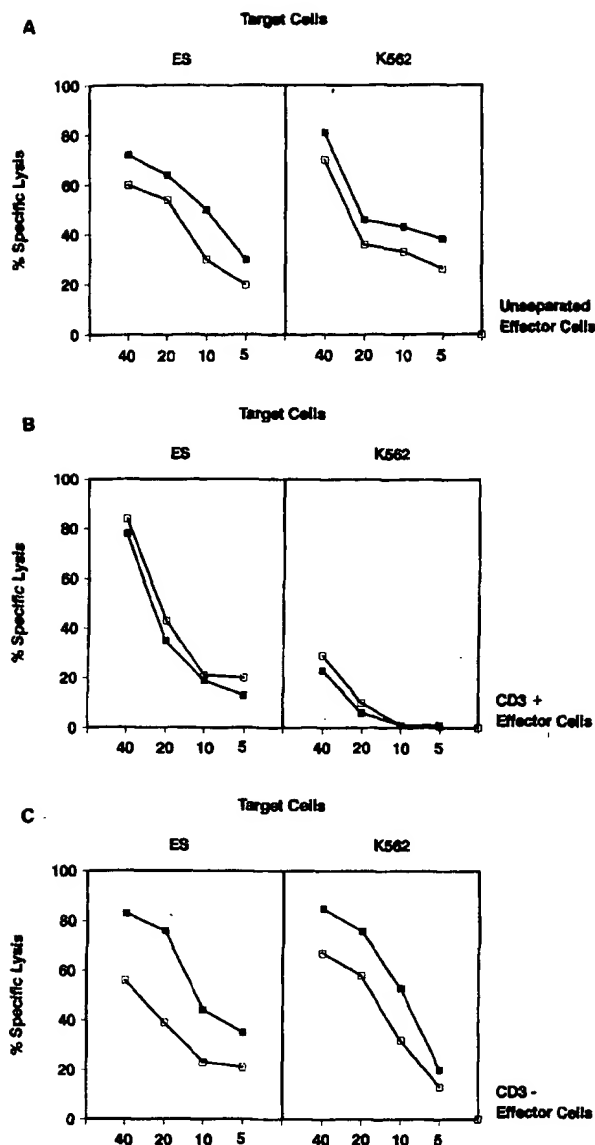 A
Target Cells
ES K562
% Specific Lysis
100
80
60
40
20
0
40 20 10 5 40 20 10 5
Unseparated
Effector Cells
B
Target Cells
ES K562
% Specific Lysis
100
80
60
40
20
0
40 20 10 5 40 20 10 5
CD3 +
Effector Cells
C
Target Cells
ES K562
% Specific Lysis
100
80
60
40
20
0
40 20 10 5 40 20 10 5
CD3 -
Effector Cells